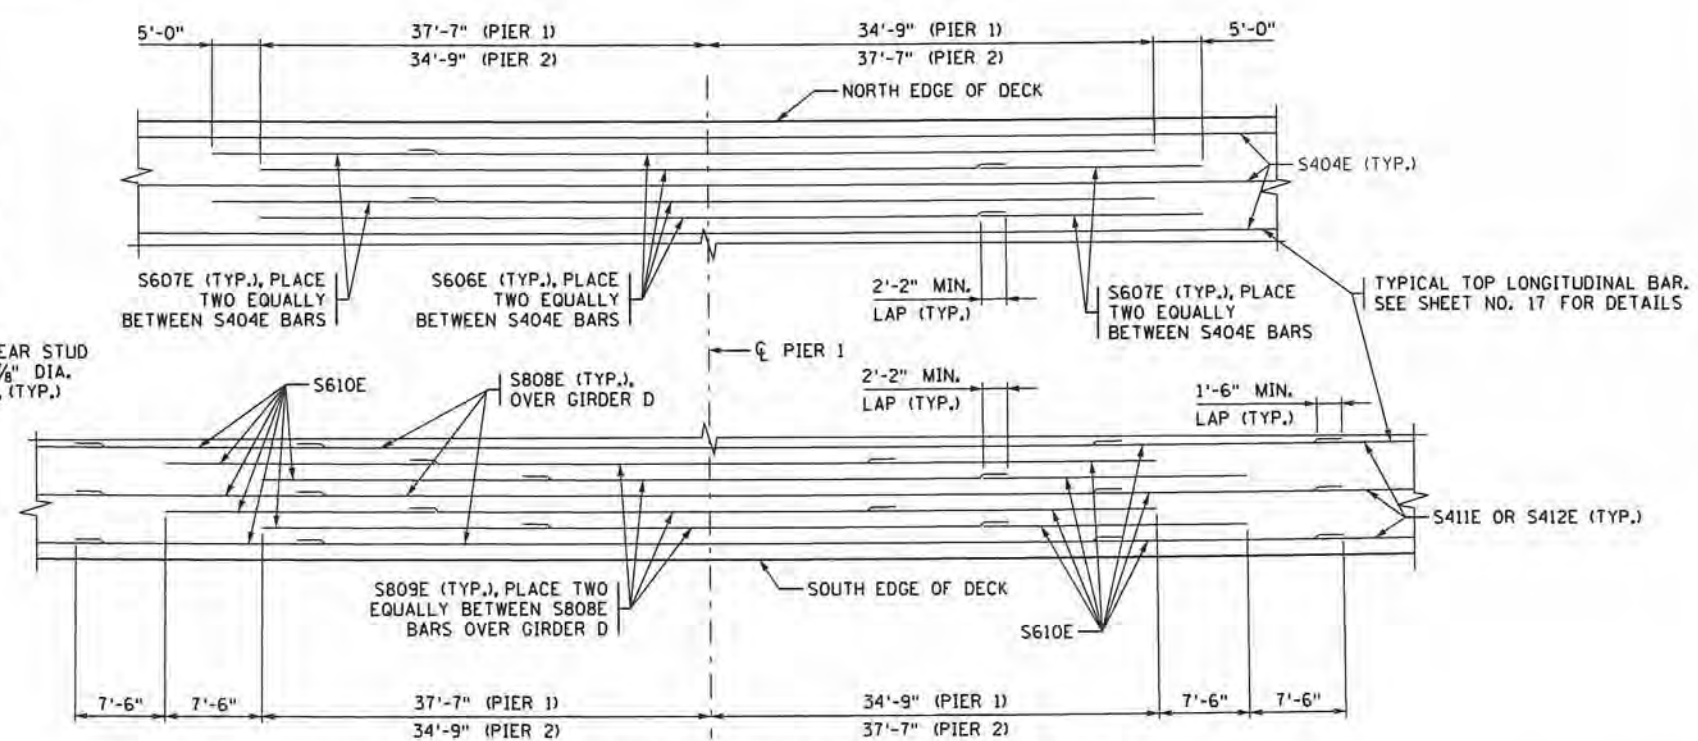 5'-0"
37'-7" (PIER 1)
34'-9" (PIER 2)
34'-9" (PIER 1)
37'-7" (PIER 2)
5'-0"
NORTH EDGE OF DECK
S404E (TYP.)
S607E (TYP.), PLACE
TWO EQUALLY
BETWEEN S404E BARS
S606E (TYP.), PLACE
TWO EQUALLY
BETWEEN S404E BARS
2'-2" MIN.
LAP (TYP.)
S607E (TYP.), PLACE
TWO EQUALLY
BETWEEN S404E BARS
TYPICAL TOP LONGITUDINAL BAR.
SEE SHEET NO. 17 FOR DETAILS
EAR STUD
⅞" DIA.
(TYP.)
S610E
S808E (TYP.),
OVER GIRDER D
℄ PIER 1
2'-2" MIN.
LAP (TYP.)
1'-6" MIN.
LAP (TYP.)
S411E OR S412E (TYP.)
S809E (TYP.), PLACE TWO
EQUALLY BETWEEN S808E
BARS OVER GIRDER D
SOUTH EDGE OF DECK
S610E
7'-6"
7'-6"
37'-7" (PIER 1)
34'-9" (PIER 2)
34'-9" (PIER 1)
37'-7" (PIER 2)
7'-6"
7'-6"